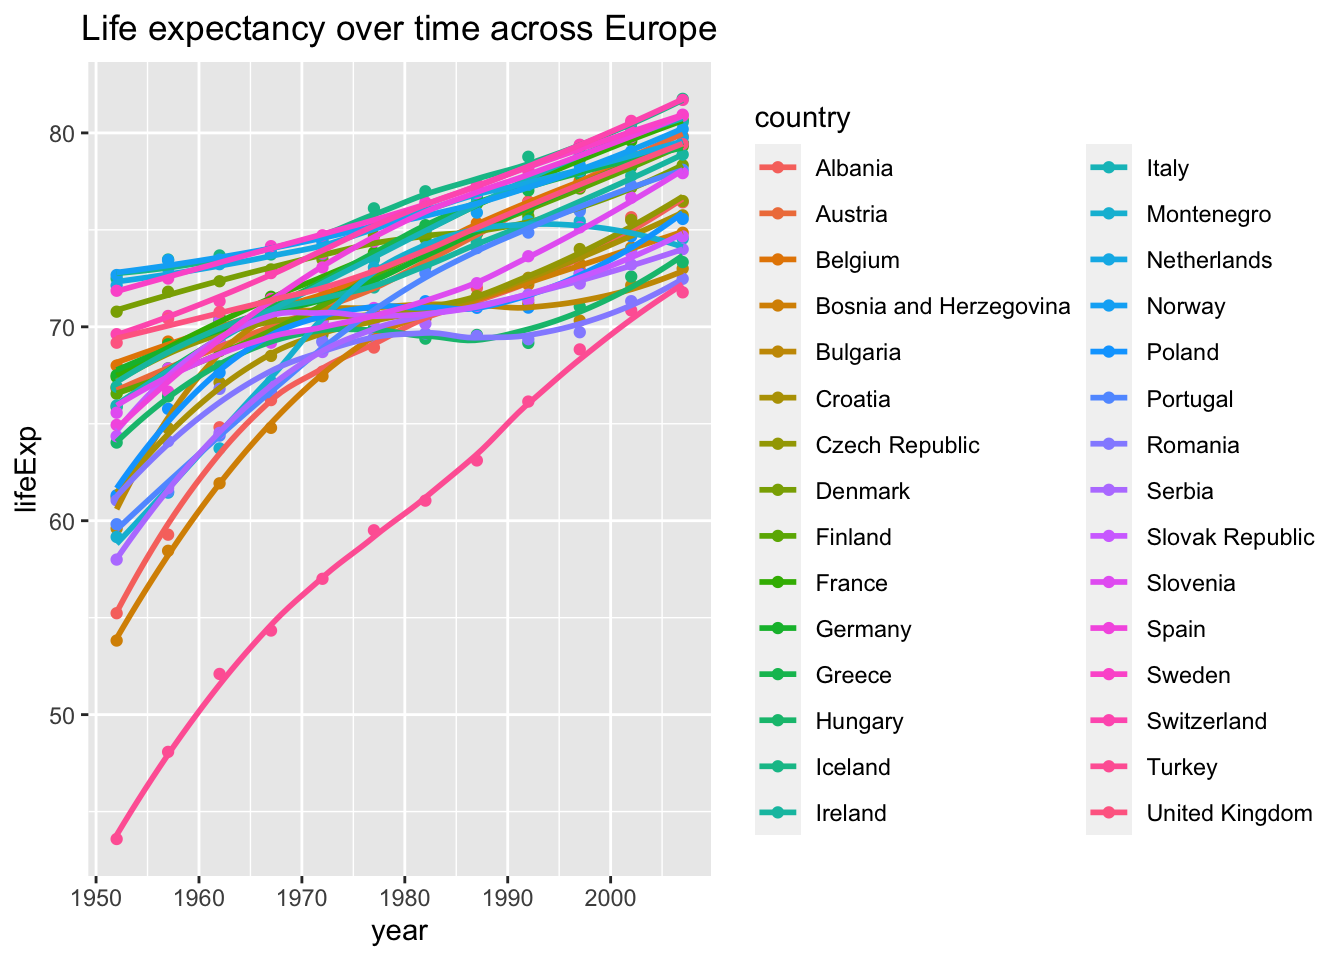 Life expectancy over time across Europe
lifeExp
80
70
60
50
1950 1960 1970 1980 1990 2000
year
country
Albania
Austria
Belgium
Bosnia and Herzegovina
Bulgaria
Croatia
Czech Republic
Denmark
Finland
France
Germany
Greece
Hungary
Iceland
Ireland
Italy
Montenegro
Netherlands
Norway
Poland
Portugal
Romania
Serbia
Slovak Republic
Slovenia
Spain
Sweden
Switzerland
Turkey
United Kingdom